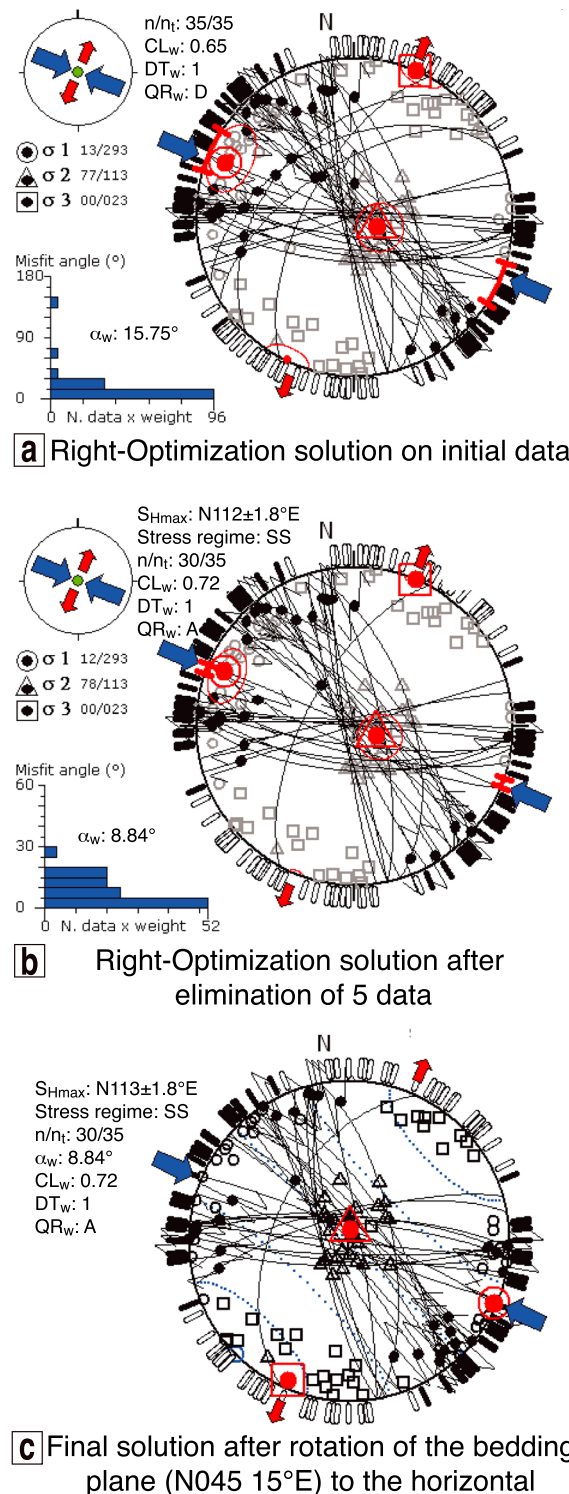 n/nt: 35/35
N
CLw: 0.65
DTw: 1
QRw: D
σ 1 13/293
σ 2 77/113
σ 3 00/023
Misfit angle (°)
180
αw: 15.75°
90
0
0 N. data x weight 96
a Right-Optimization solution on initial data
SHmax: N112±1.8°E
Stress regime: SS
N
n/nt: 30/35
CLw: 0.72
DTw: 1
QRw: A
σ 1 12/293
σ 2 78/113
σ 3 00/023
Misfit angle (°)
60
αw: 8.84°
30
0
0 N. data x weight 52
b Right-Optimization solution after
elimination of 5 data
N
SHmax: N113±1.8°E
Stress regime: SS
n/nt: 30/35
αw: 8.84°
CLw: 0.72
DTw: 1
QRw: A
c Final solution after rotation of the bedding
plane (N045 15°E) to the horizontal